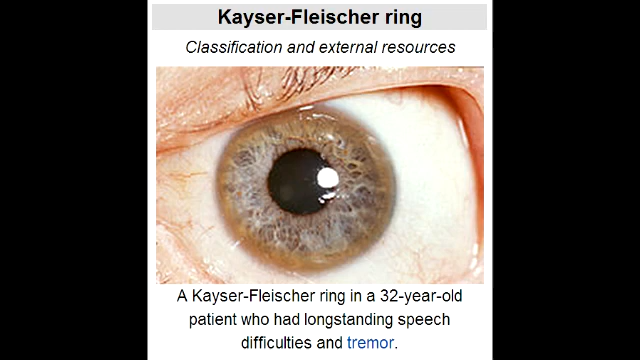 Kayser-Fleischer ring
Classification and external resources
A Kayser-Fleischer ring in a 32-year-old
patient who had longstanding speech
difficulties and tremor.